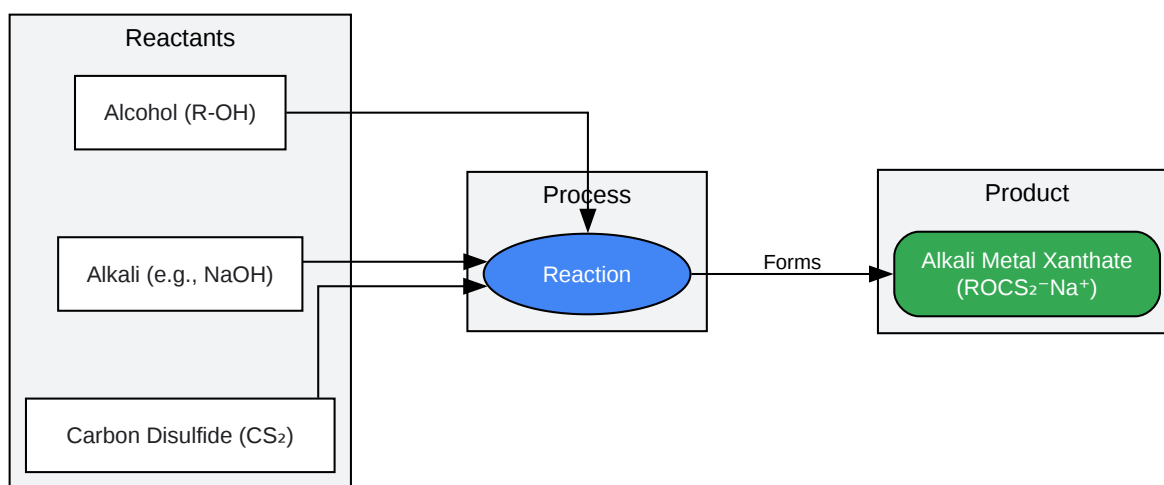 Reactants
Alcohol (R-OH)
Alkali (e.g., NaOH)
Carbon Disulfide (CS₂)
Process
Reaction
Forms
Product
Alkali Metal Xanthate
(ROCS₂⁻Na⁺)